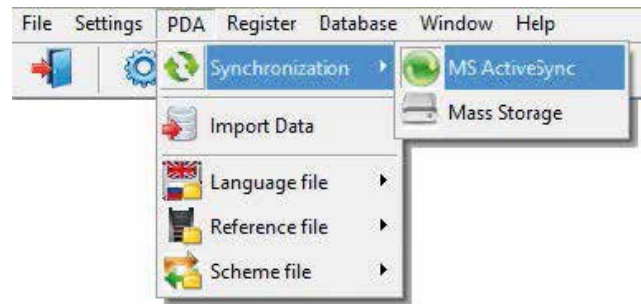 File Settings PDA Register Database Window Help
Synchronization
MS ActiveSync
Mass Storage
Import Data
Language file
Reference file
Scheme file